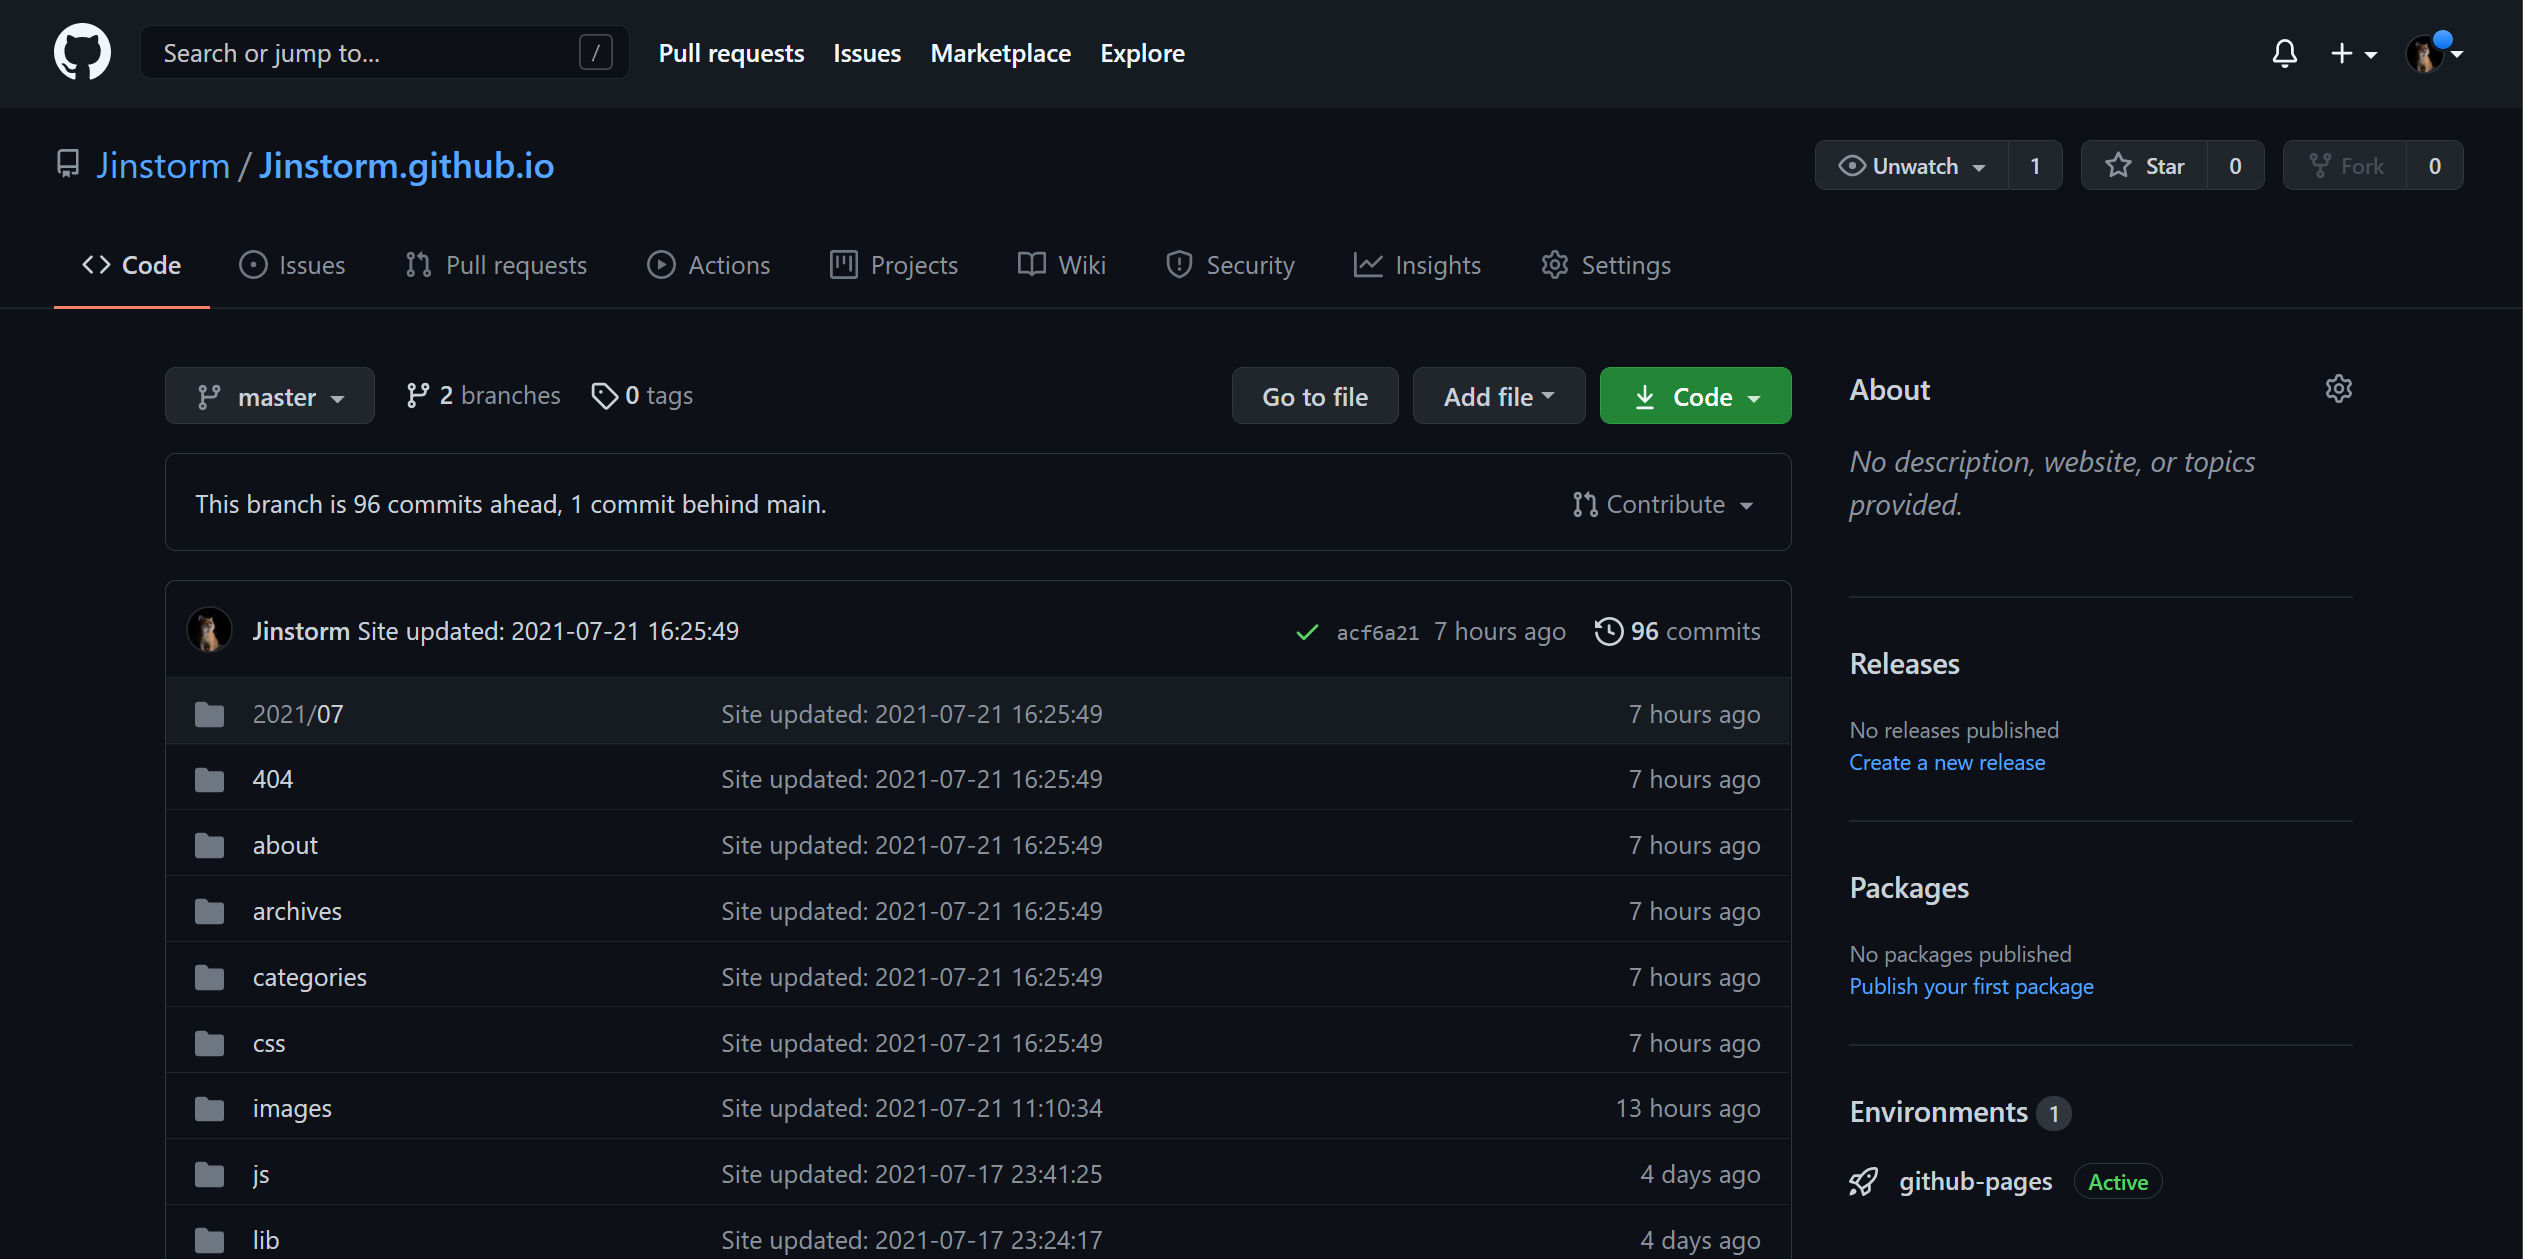 Search or jump to... / Pull requests Issues Marketplace Explore
Jinstorm / Jinstorm.github.io Unwatch 1 Star 0 Fork 0
Code Issues Pull requests Actions Projects Wiki Security Insights Settings
master 2 branches 0 tags Go to file Add file Code
This branch is 96 commits ahead, 1 commit behind main. Contribute
Jinstorm Site updated: 2021-07-21 16:25:49 acf6a21 7 hours ago 96 commits
2021/07 Site updated: 2021-07-21 16:25:49 7 hours ago
404 Site updated: 2021-07-21 16:25:49 7 hours ago
about Site updated: 2021-07-21 16:25:49 7 hours ago
archives Site updated: 2021-07-21 16:25:49 7 hours ago
categories Site updated: 2021-07-21 16:25:49 7 hours ago
css Site updated: 2021-07-21 16:25:49 7 hours ago
images Site updated: 2021-07-21 11:10:34 13 hours ago
js Site updated: 2021-07-17 23:41:25 4 days ago
lib Site updated: 2021-07-17 23:24:17 4 days ago
About
No description, website, or topics
provided.
Releases
No releases published
Create a new release
Packages
No packages published
Publish your first package
Environments 1
github-pages Active